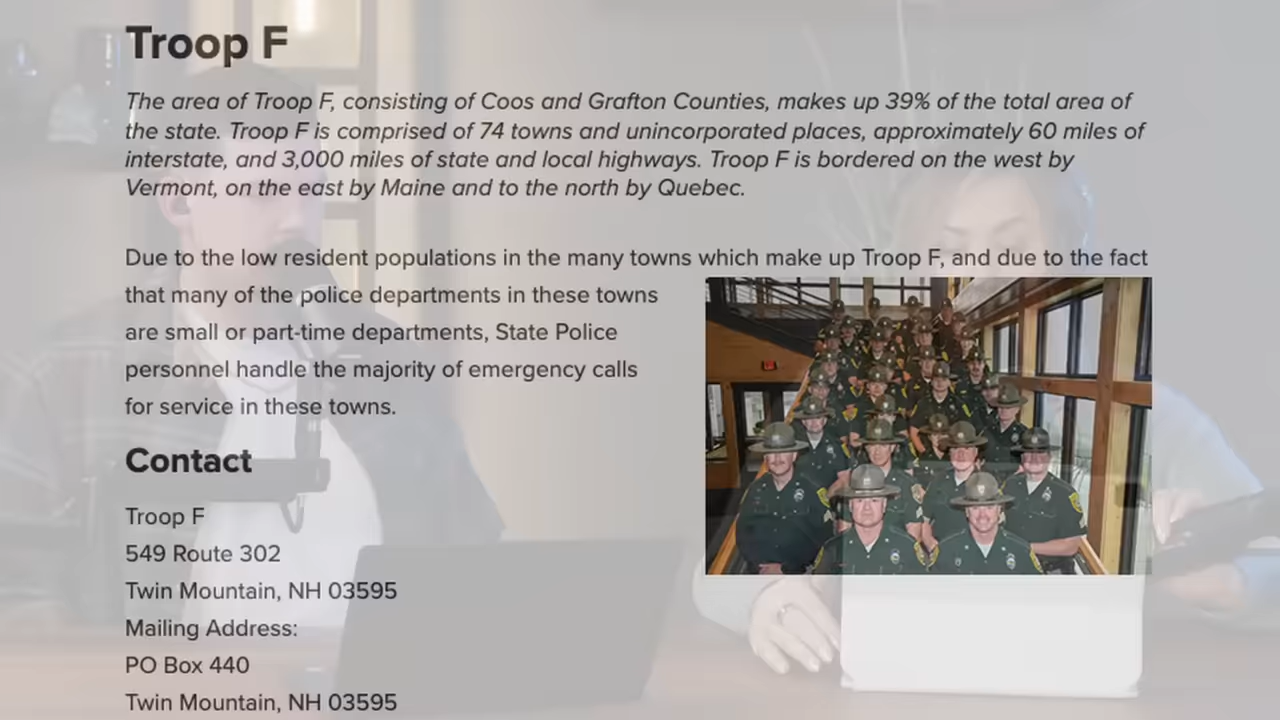 Troop F
The area of Troop F, consisting of Coos and Grafton Counties, makes up 39% of the total area of
the state. Troop F is comprised of 74 towns and unincorporated places, approximately 60 miles of
interstate, and 3,000 miles of state and local highways. Troop F is bordered on the west by
Vermont, on the east by Maine and to the north by Quebec.
Due to the low resident populations in the many towns which make up Troop F, and due to the fact
that many of the police departments in these towns
are small or part-time departments, State Police
personnel handle the majority of emergency calls
for service in these towns.
Contact
Troop F
549 Route 302
Twin Mountain, NH 03595
Mailing Address:
PO Box 440
Twin Mountain, NH 03595